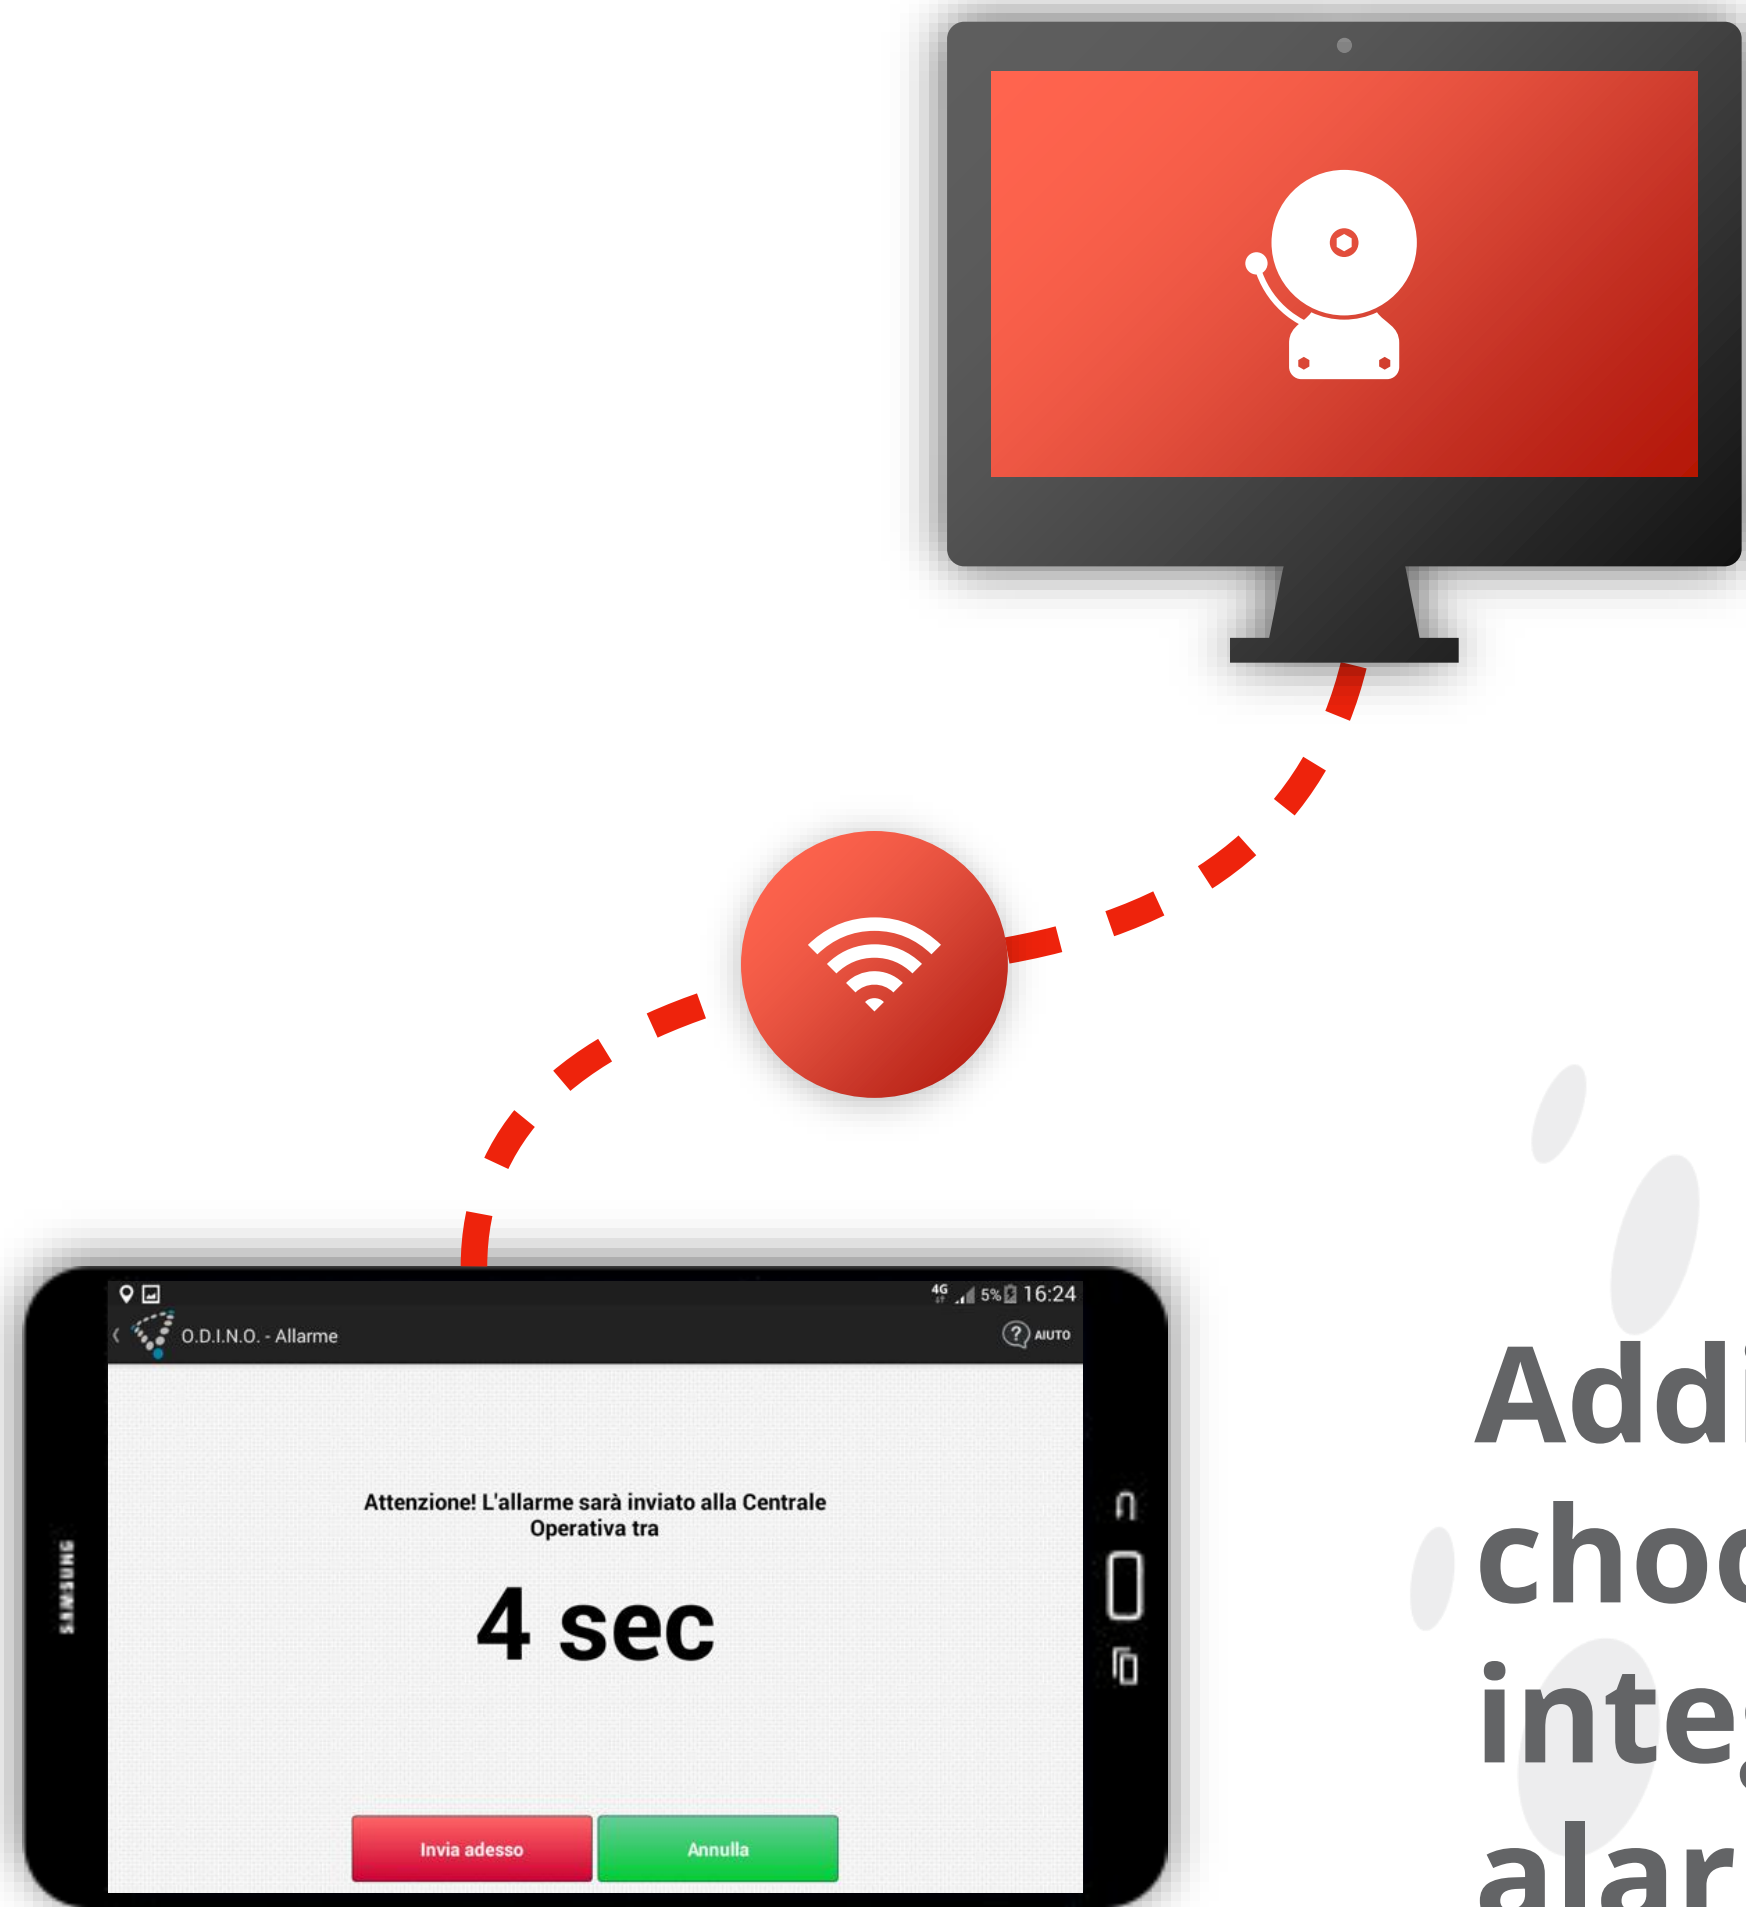 4G 5% 16:24
O.D.I.N.O. - Allarme
? AIUTO
Attenzione! L'allarme sarà inviato alla Centrale
Operativa tra
4 sec
Invia adesso
Annulla
SAMSUNG